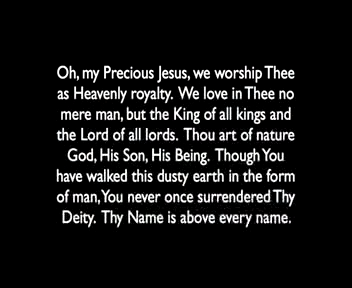 Oh, my Precious Jesus, we worship Thee
as Heavenly royalty. We love in Thee no
mere man, but the King of all kings and
the Lord of all lords. Thou art of nature
God, His Son, His Being. Though You
have walked this dusty earth in the form
of man, You never once surrendered Thy
Deity. Thy Name is above every name.